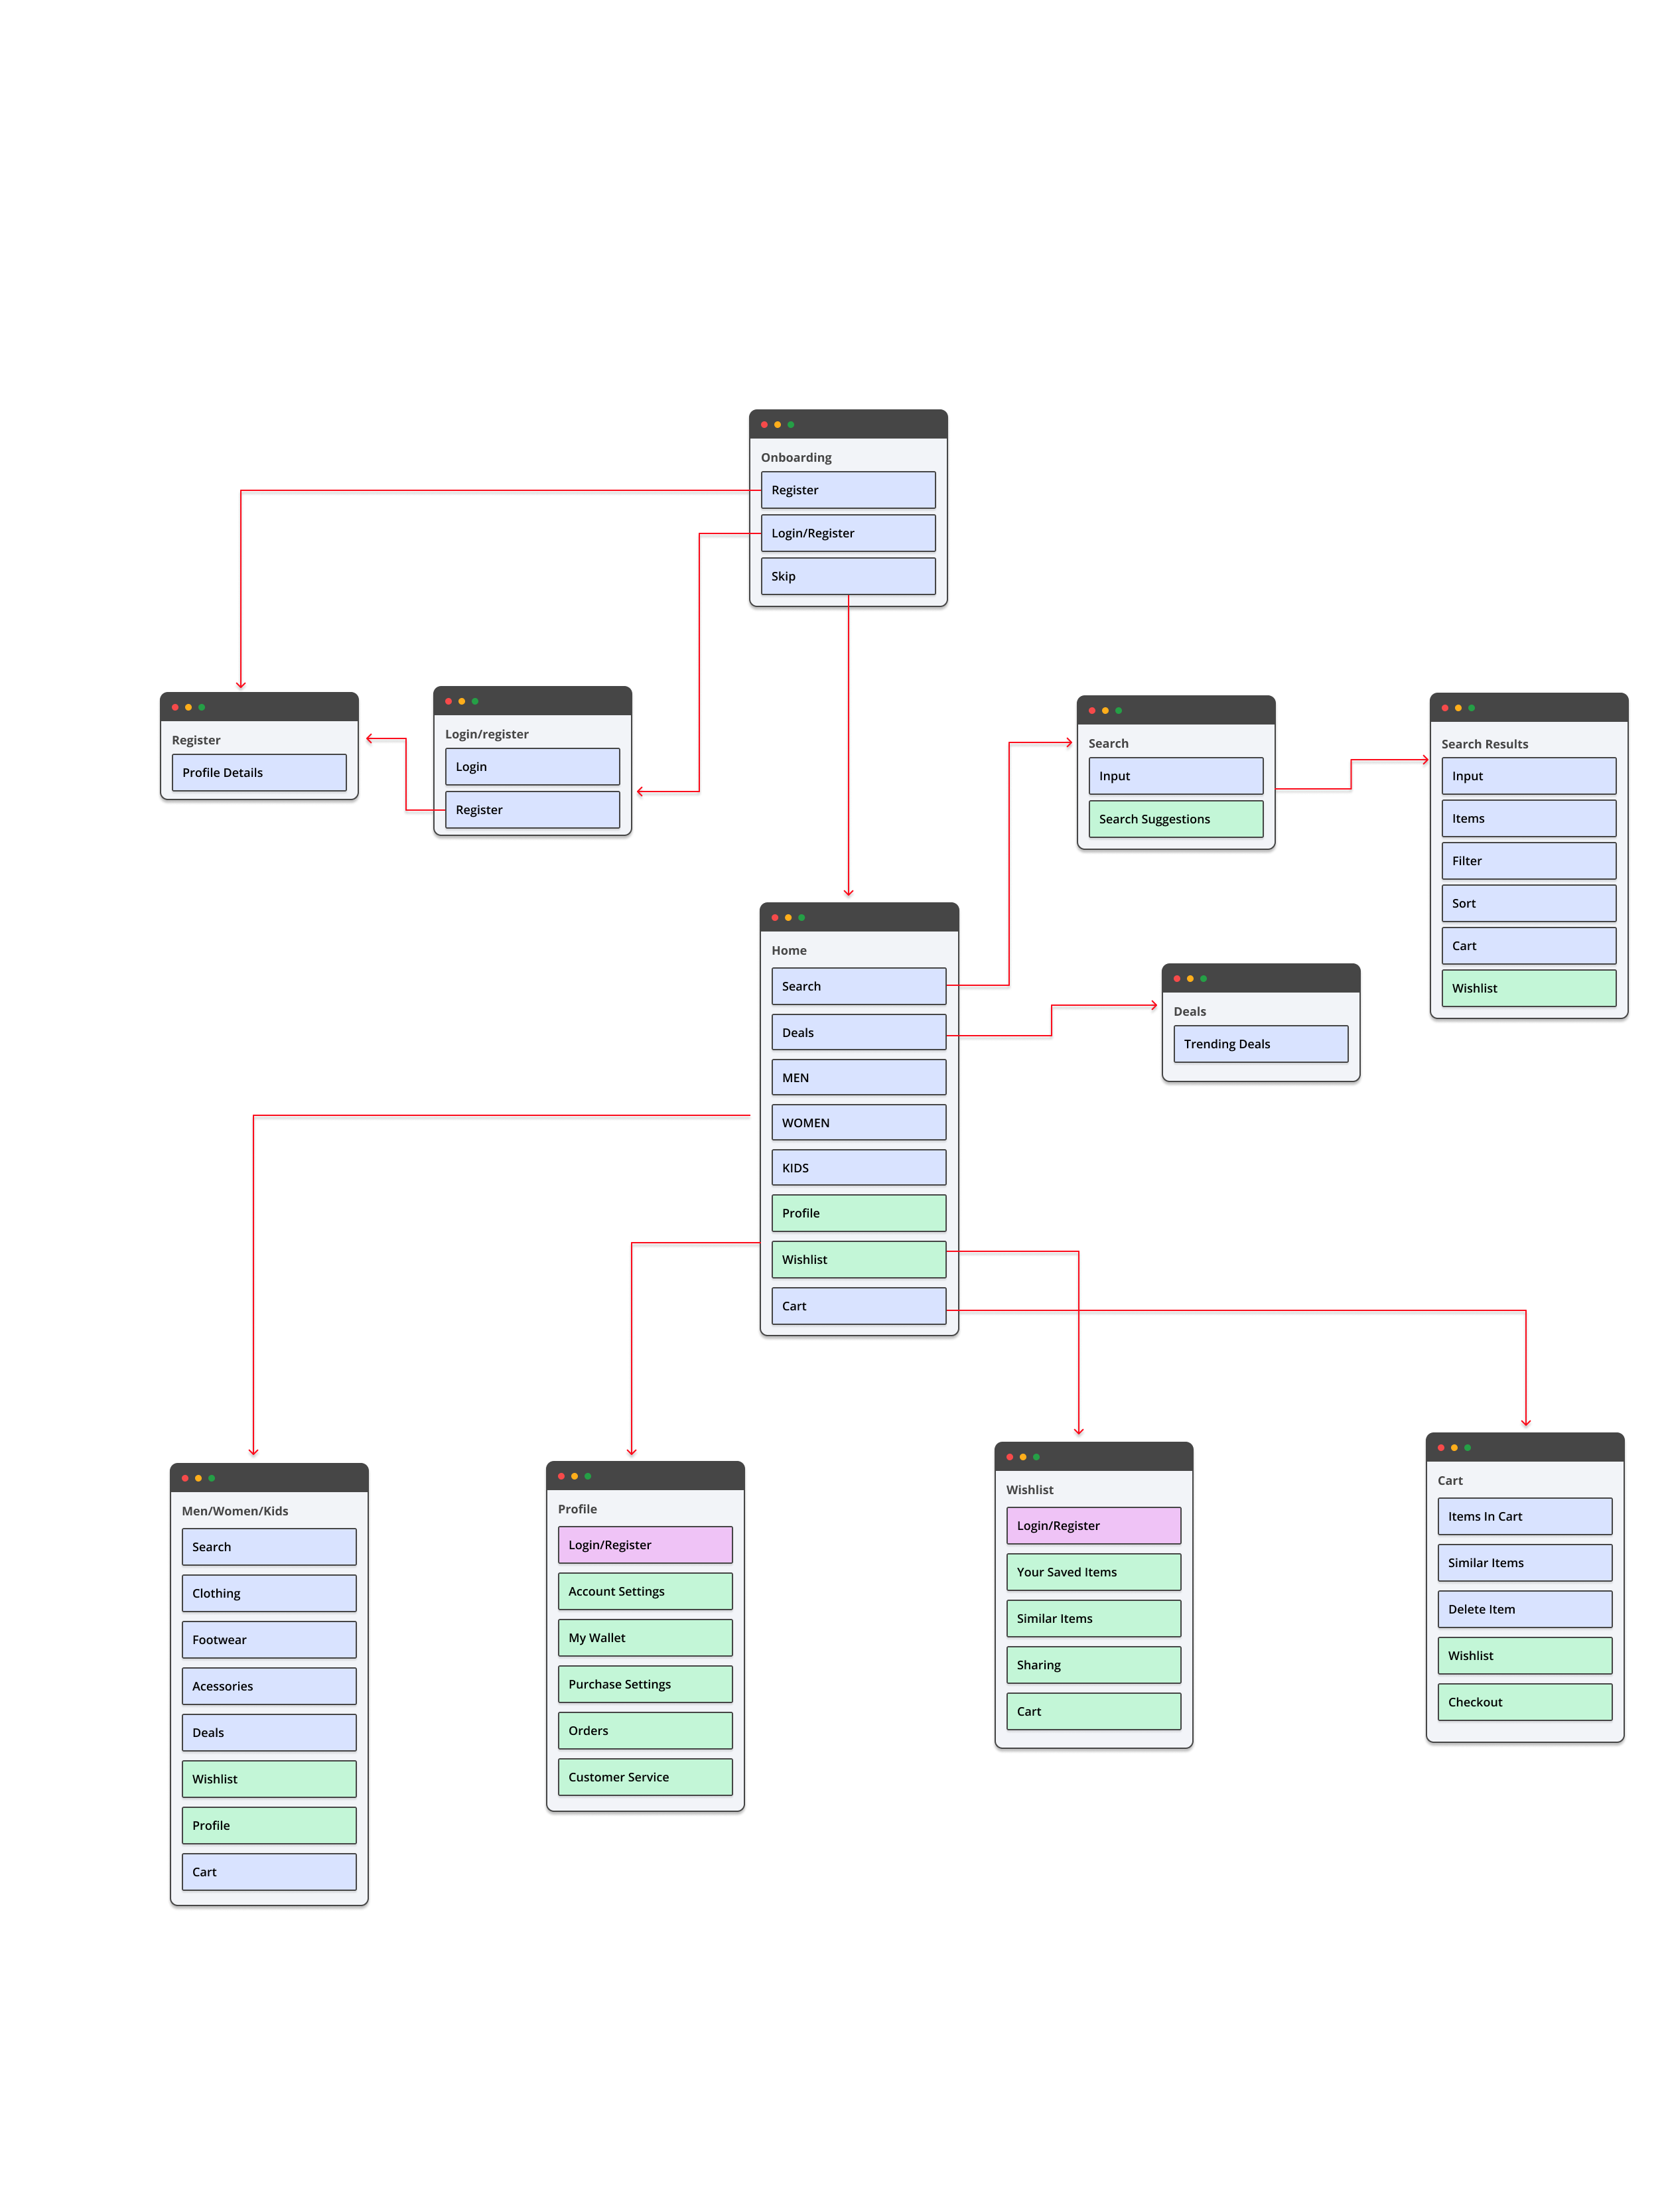 Onboarding
Register
Login/Register
Skip
Register
Profile Details
Login/register
Login
Register
Search
Input
Search Suggestions
Search Results
Input
Items
Filter
Sort
Cart
Wishlist
Home
Search
Deals
MEN
WOMEN
KIDS
Profile
Wishlist
Cart
Deals
Trending Deals
Men/Women/Kids
Search
Clothing
Footwear
Acessories
Deals
Wishlist
Profile
Cart
Profile
Login/Register
Account Settings
My Wallet
Purchase Settings
Orders
Customer Service
Wishlist
Login/Register
Your Saved Items
Similar Items
Sharing
Cart
Cart
Items In Cart
Similar Items
Delete Item
Wishlist
Checkout